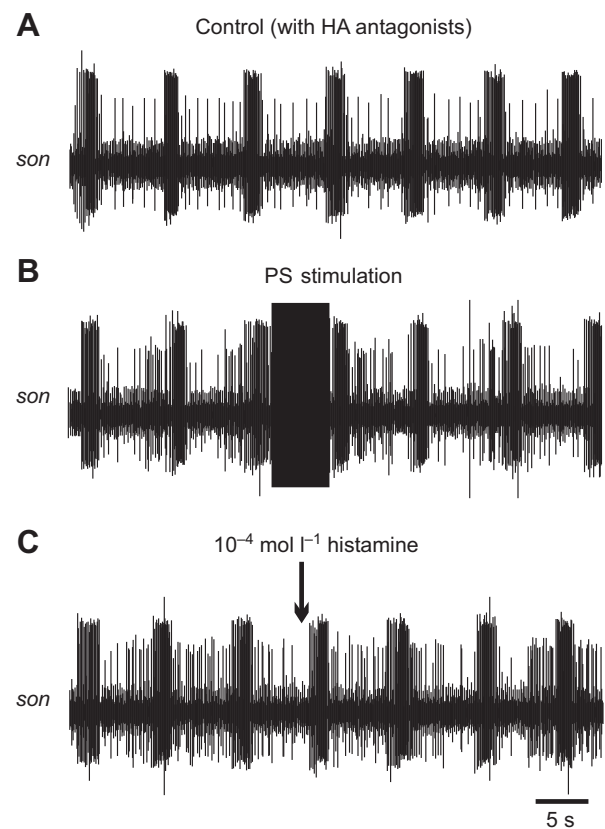 A
Control (with HA antagonists)
son
B
PS stimulation
son
C
10⁻⁴ mol l⁻¹ histamine
son
5 s